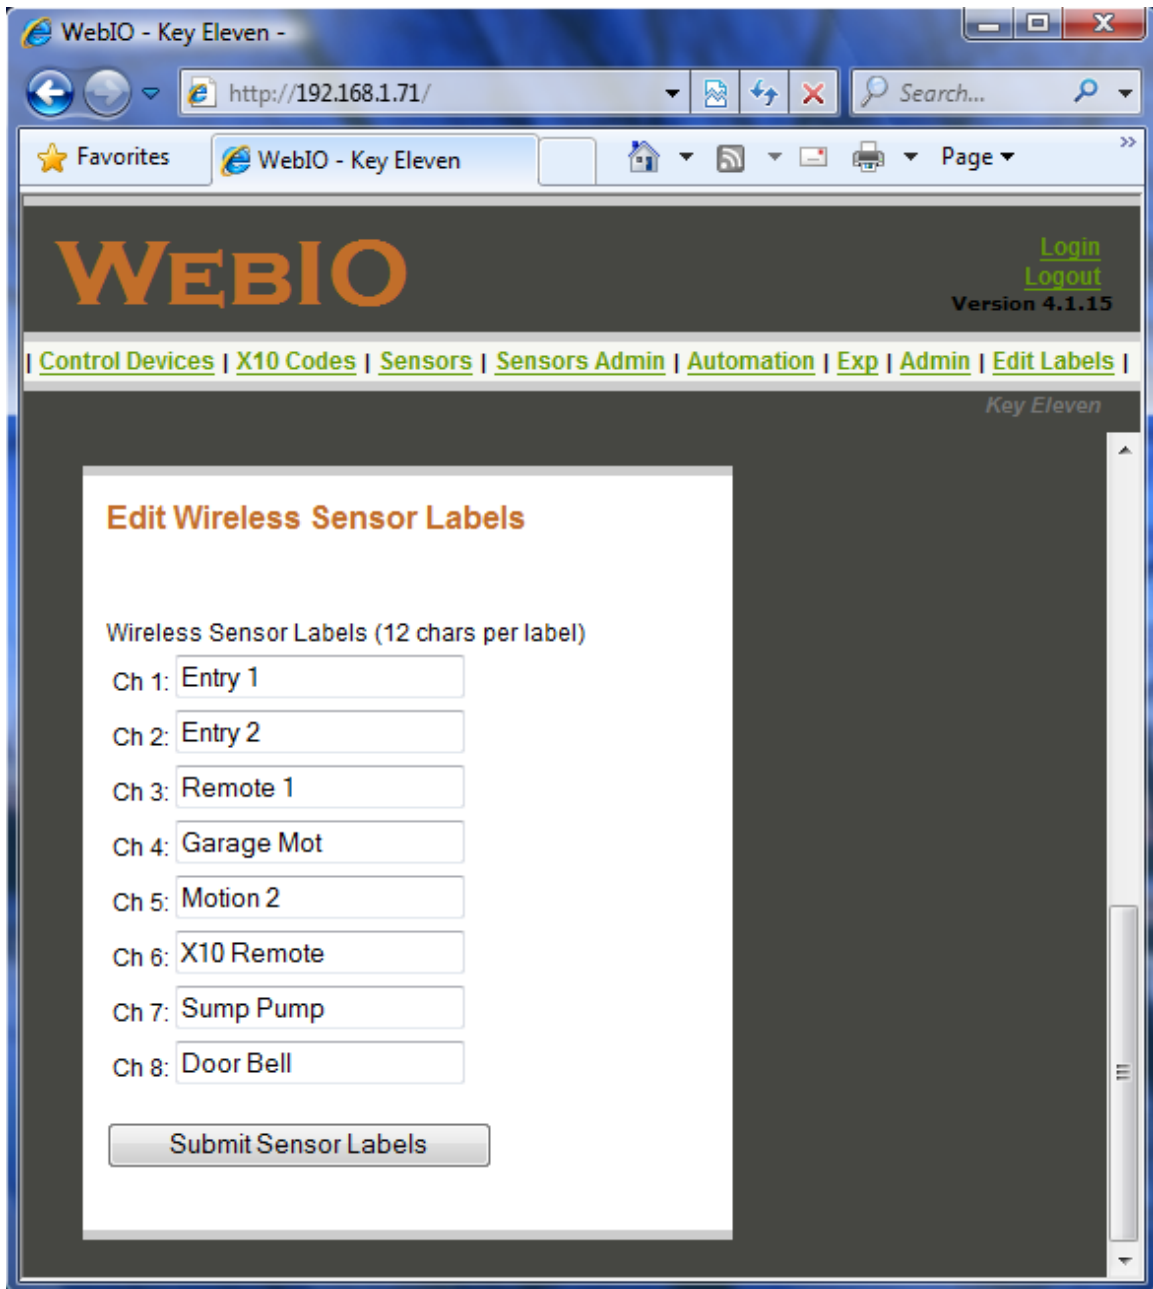 WebIO - Key Eleven -
http://192.168.1.71/
Search...
Favorites
WebIO - Key Eleven
Page
»
WEBIO
Login
Logout
Version 4.1.15
| Control Devices | X10 Codes | Sensors | Sensors Admin | Automation | Exp | Admin | Edit Labels |
Key Eleven
Edit Wireless Sensor Labels
Wireless Sensor Labels (12 chars per label)
Ch 1: Entry 1
Ch 2: Entry 2
Ch 3: Remote 1
Ch 4: Garage Mot
Ch 5: Motion 2
Ch 6: X10 Remote
Ch 7: Sump Pump
Ch 8: Door Bell
Submit Sensor Labels